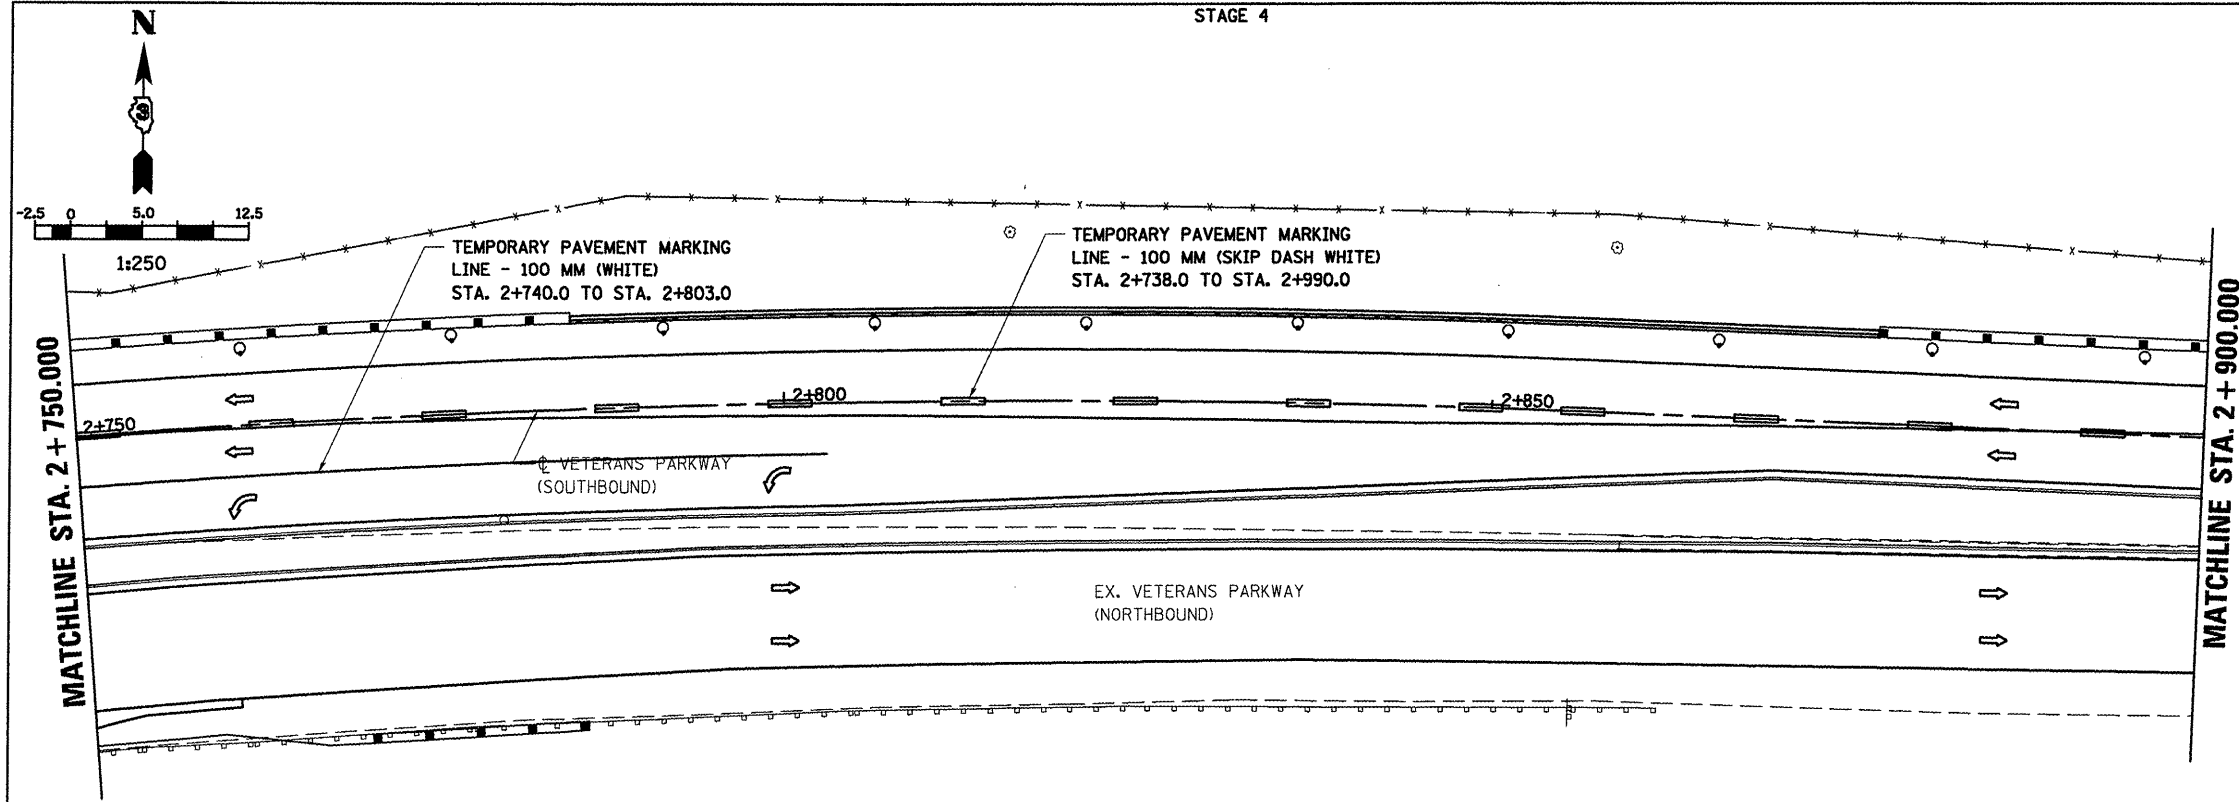 STAGE 4
N
-2.5 0 5.0 12.5
1:250
TEMPORARY PAVEMENT MARKING
LINE - 100 MM (WHITE)
STA. 2+740.0 TO STA. 2+803.0
TEMPORARY PAVEMENT MARKING
LINE - 100 MM (SKIP DASH WHITE)
STA. 2+738.0 TO STA. 2+990.0
MATCHLINE STA. 2+750.000
2+750
2+800
2+850
MATCHLINE STA. 2+900.000
℄ VETERANS PARKWAY
(SOUTHBOUND)
EX. VETERANS PARKWAY
(NORTHBOUND)